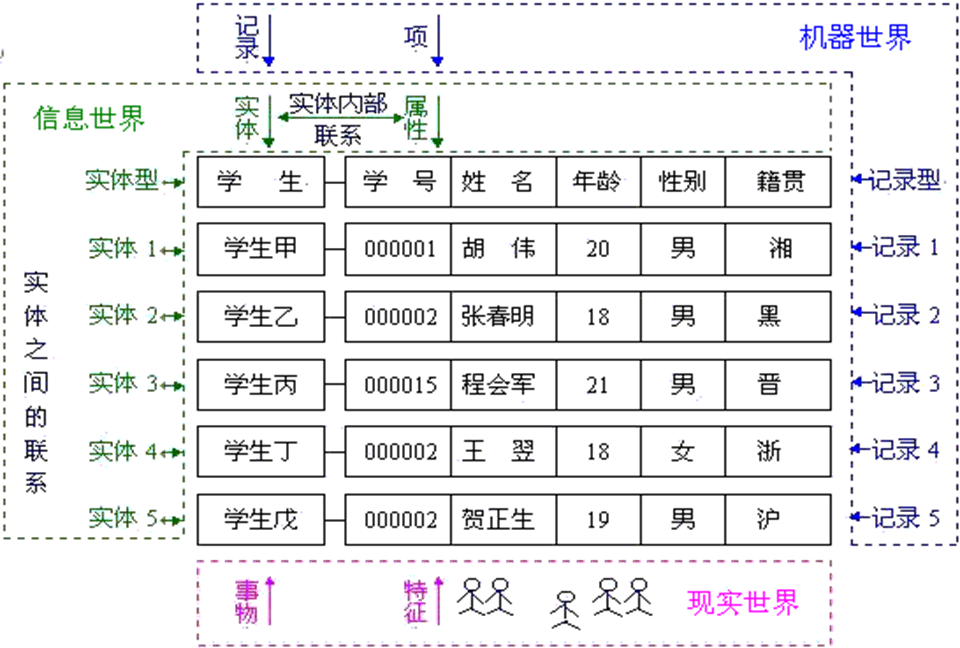 记录 项 机器世界
信息世界 实体 实体内部联系 属性
实体型 学 生 学 号 姓 名 年龄 性别 籍贯 记录型
实体 1 学生甲 000001 胡 伟 20 男 湘 记录 1
实体 2 学生乙 000002 张春明 18 男 黑 记录 2
实体 3 学生丙 000015 程会军 21 男 晋 记录 3
实体 4 学生丁 000002 王 翌 18 女 浙 记录 4
实体 5 学生戊 000002 贺正生 19 男 沪 记录 5
实体之间的联系
事物 特征 现实世界